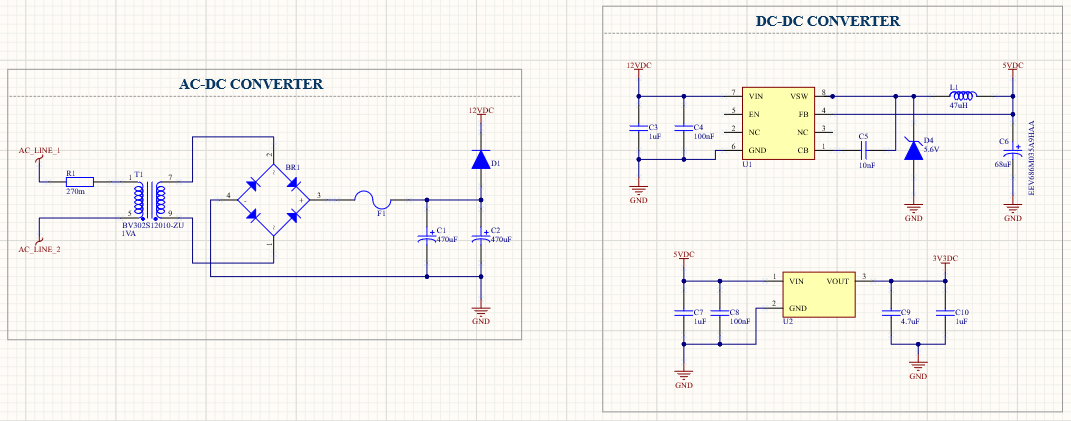 AC-DC CONVERTER
AC_LINE_1
R1
270m
1
T1
7
5
9
BV302S12010-ZU
1VA
AC_LINE_2
2
BR1
4
3
~
~
-
+
1
F1
12VDC
D1
C1
470uF
C2
470uF
GND
DC-DC CONVERTER
12VDC
C3
1uF
C4
100nF
GND
7
VIN
VSW
8
5
EN
FB
4
2
NC
NC
3
6
GND
CB
1
U1
C5
10nF
L1
47uH
D4
5.6V
GND
5VDC
C6
68uF
EEV686M035A9HAA
GND
5VDC
C7
1uF
C8
100nF
GND
1
VIN
VOUT
3
2
GND
U2
3V3DC
C9
4.7uF
C10
1uF
GND